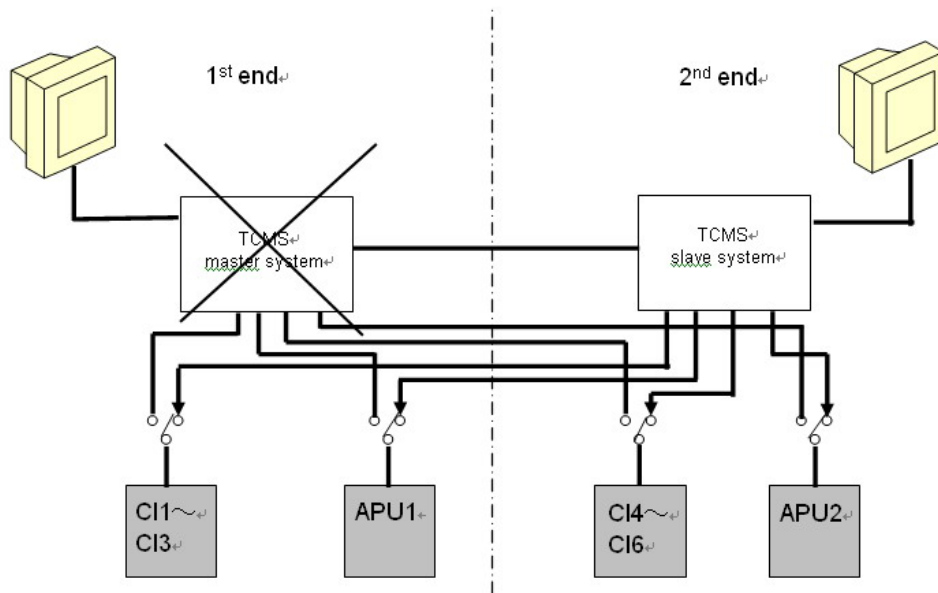 1st end
2nd end
TCMS
master system
TCMS
slave system
CI1～
CI3
APU1
CI4～
CI6
APU2